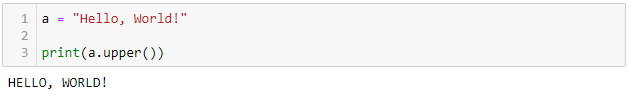 1 a = "Hello, World!"
2
3 print(a.upper())
HELLO, WORLD!